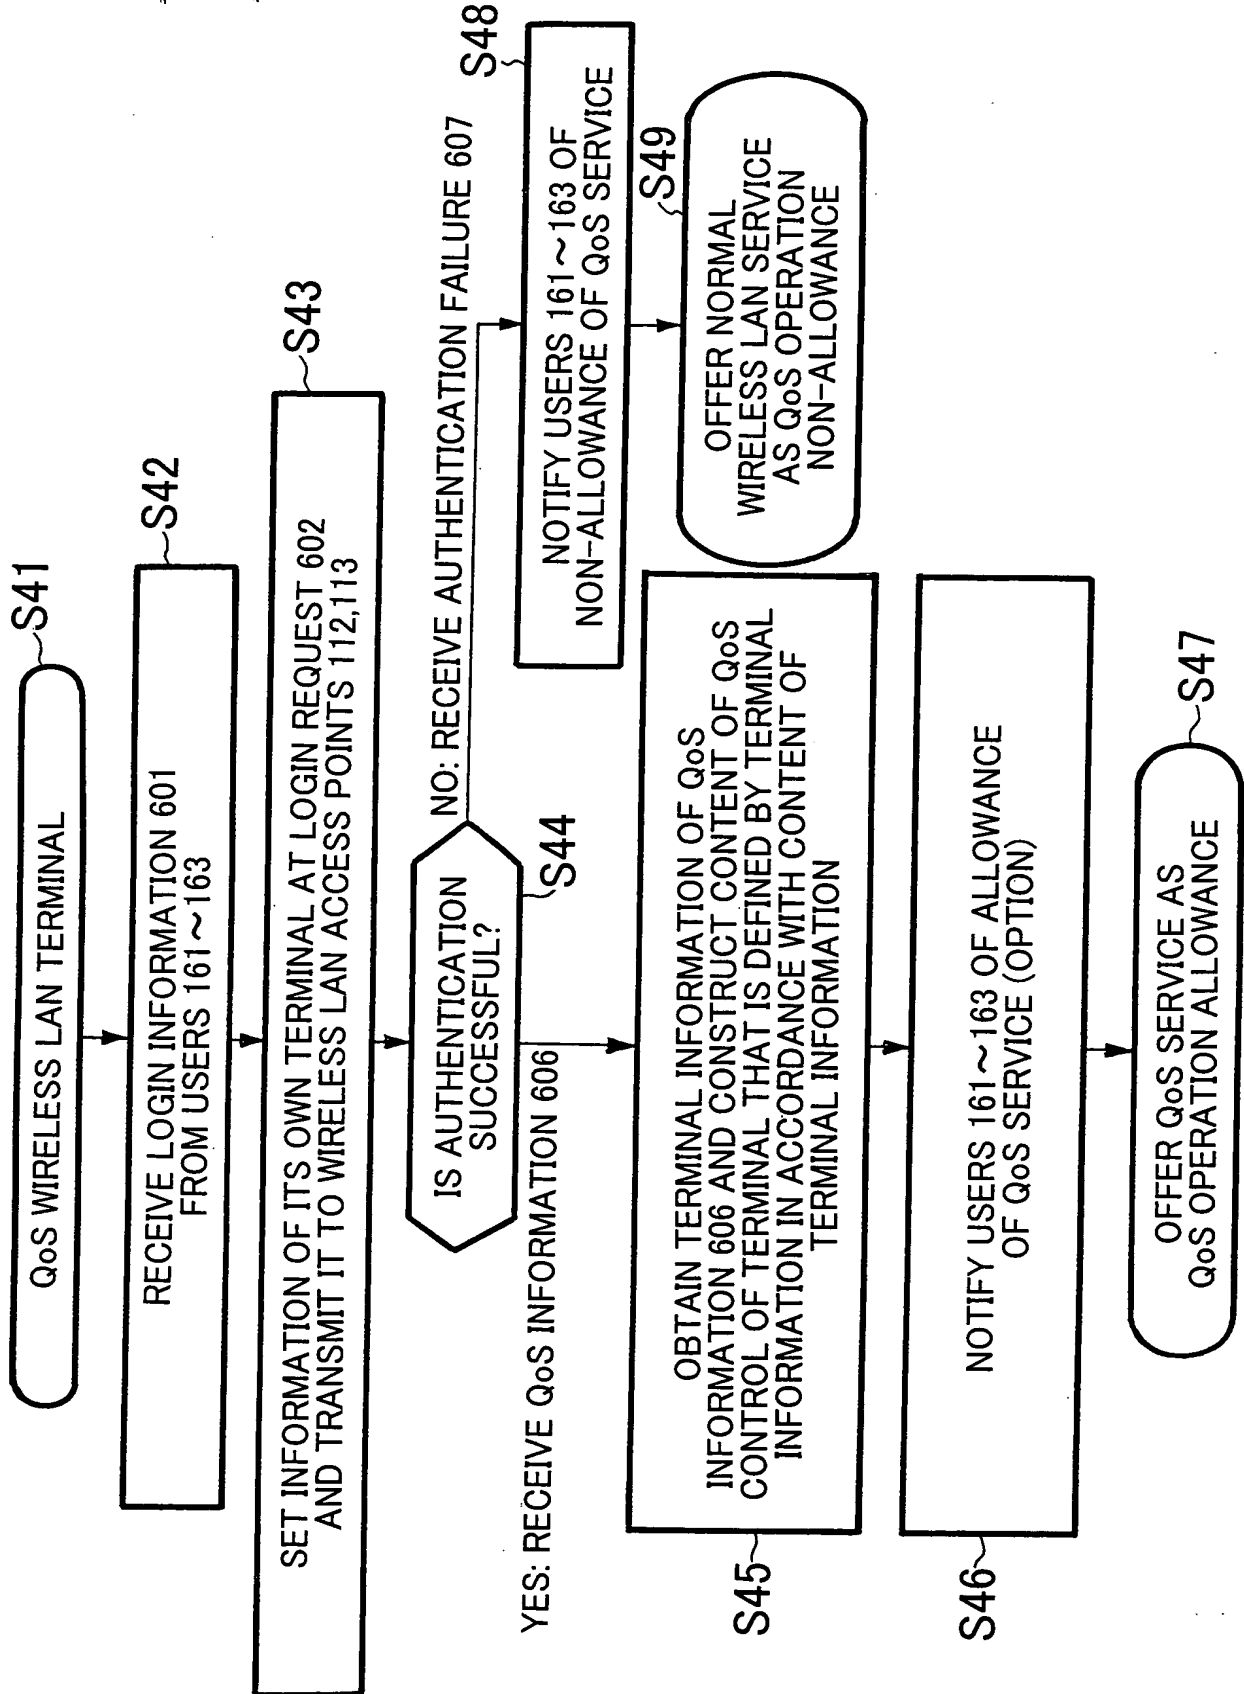 S41
QoS WIRELESS LAN TERMINAL
S42
RECEIVE LOGIN INFORMATION 601
FROM USERS 161~163
S43
SET INFORMATION OF ITS OWN TERMINAL AT LOGIN REQUEST 602
AND TRANSMIT IT TO WIRELESS LAN ACCESS POINTS 112,113
IS AUTHENTICATION
SUCCESSFUL?
S44
NO: RECEIVE AUTHENTICATION FAILURE 607
YES: RECEIVE QoS INFORMATION 606
S48
NOTIFY USERS 161~163 OF
NON-ALLOWANCE OF QoS SERVICE
S49
OFFER NORMAL
WIRELESS LAN SERVICE
AS QoS OPERATION
NON-ALLOWANCE
S45
OBTAIN TERMINAL INFORMATION OF QoS
INFORMATION 606 AND CONSTRUCT CONTENT OF QoS
CONTROL OF TERMINAL THAT IS DEFINED BY TERMINAL
INFORMATION IN ACCORDANCE WITH CONTENT OF
TERMINAL INFORMATION
S46
NOTIFY USERS 161~163 OF ALLOWANCE
OF QoS SERVICE (OPTION)
S47
OFFER QoS SERVICE AS
QoS OPERATION ALLOWANCE